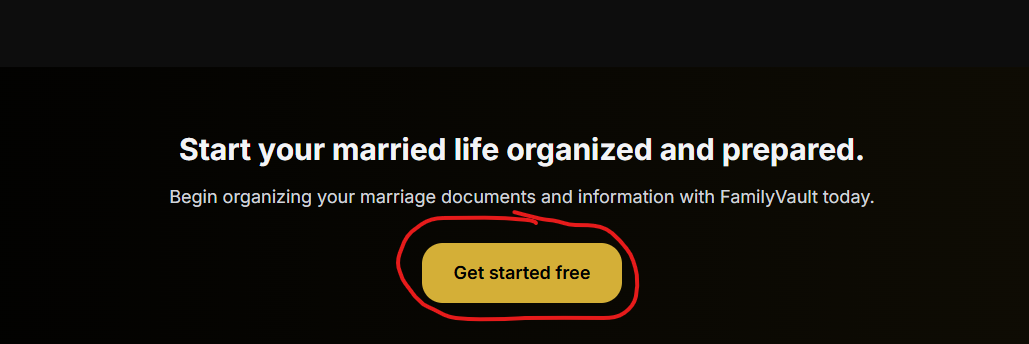 Start your married life organized and prepared.
Begin organizing your marriage documents and information with FamilyVault today.
Get started free